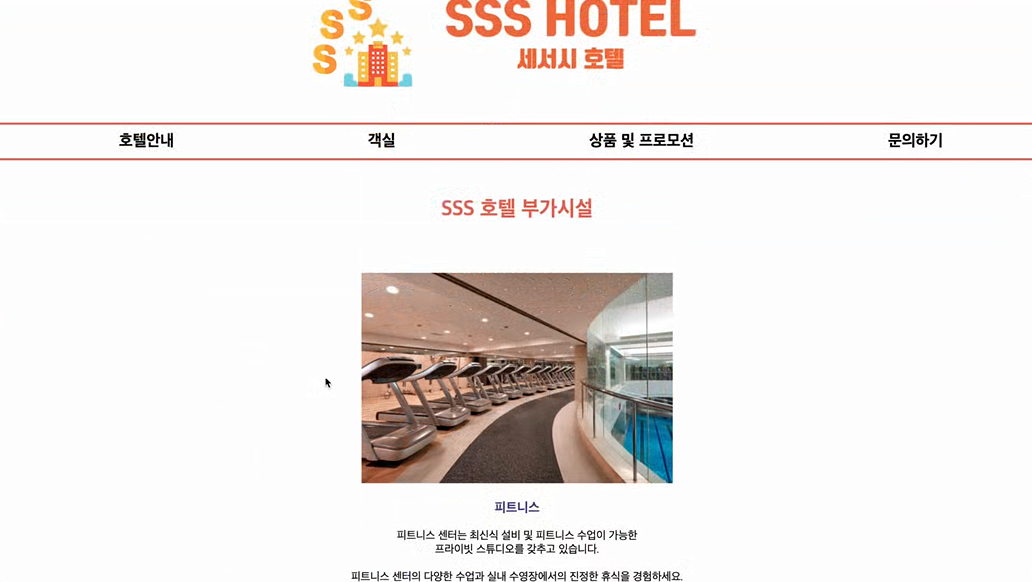 S
S
S
SSS HOTEL
세서시 호텔
호텔안내 객실 상품 및 프로모션 문의하기
SSS 호텔 부가시설
피트니스
피트니스 센터는 최신식 설비 및 피트니스 수업이 가능한
프라이빗 스튜디오를 갖추고 있습니다.
피트니스 센터의 다양한 수업과 실내 수영장에서의 진정한 휴식을 경험하세요.